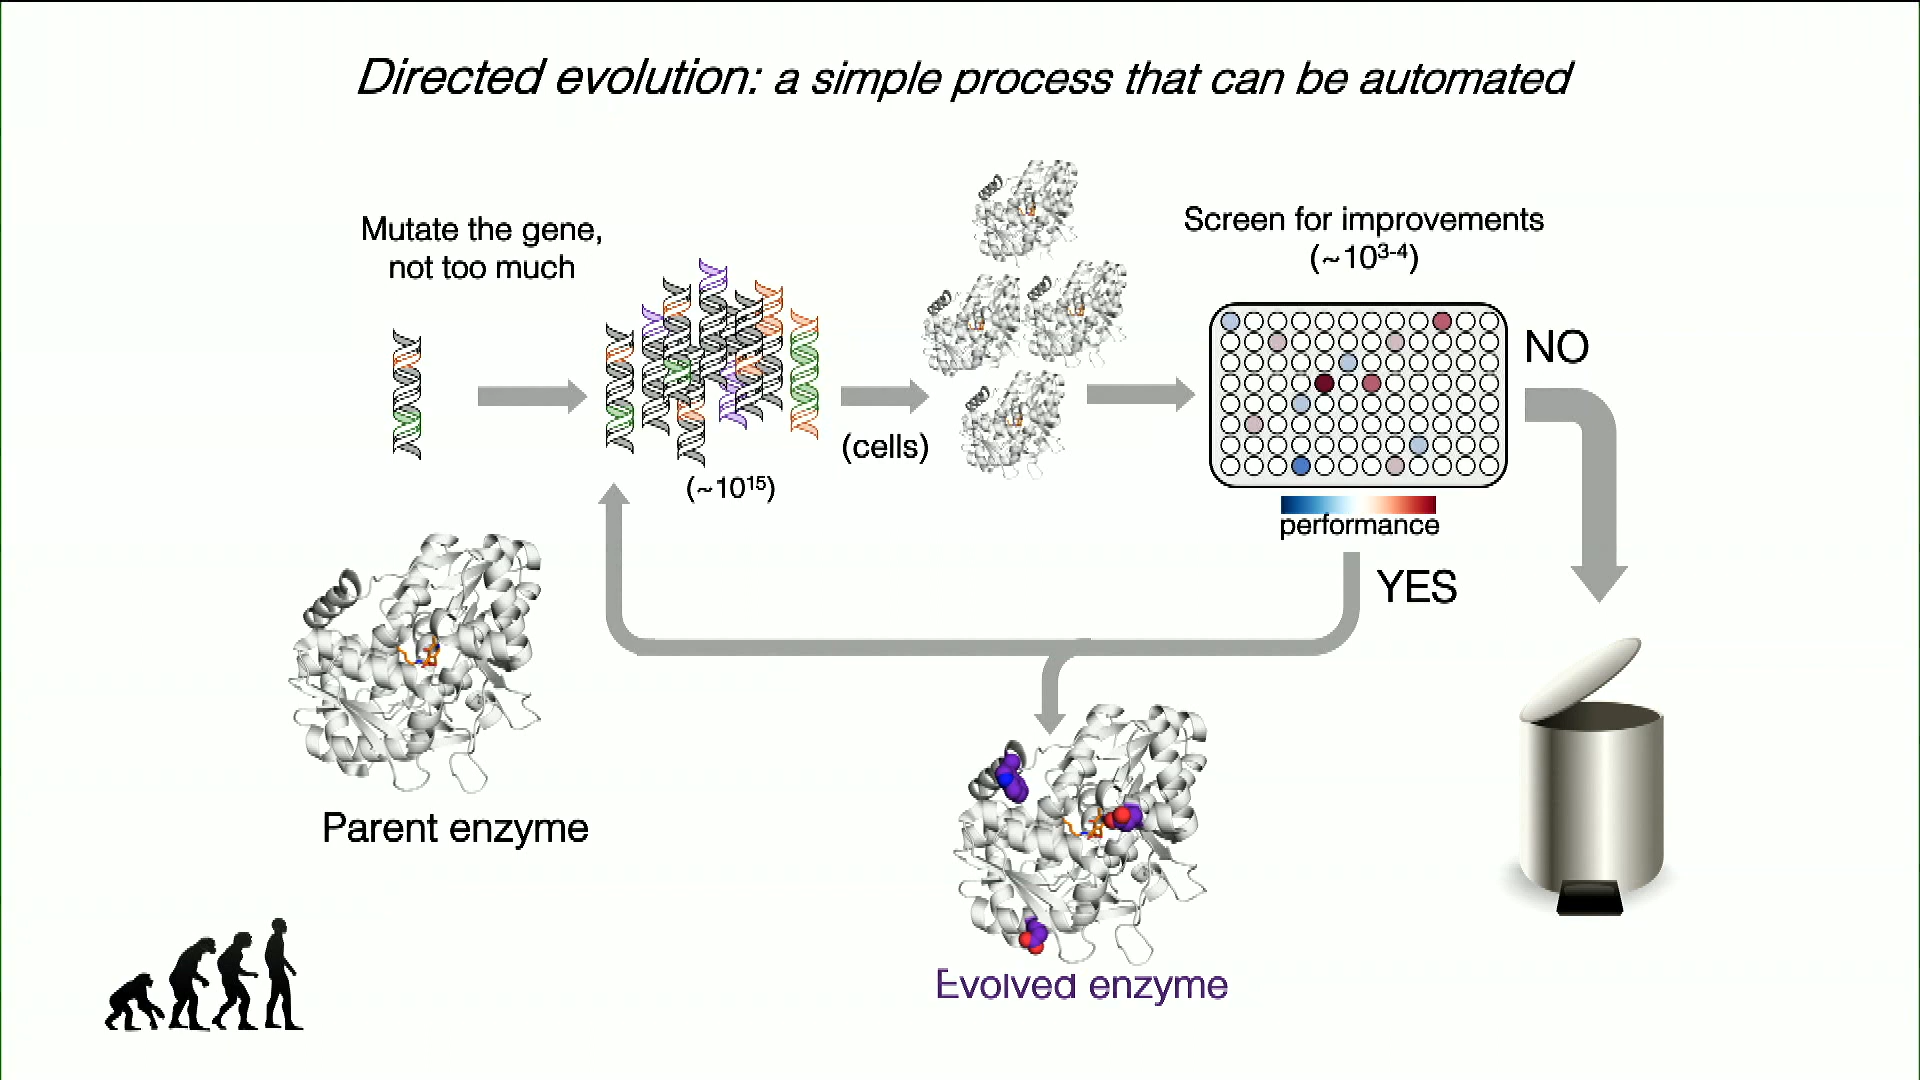 Directed evolution: a simple process that can be automated
Mutate the gene,
not too much
Screen for improvements
(~10³⁻⁴)
NO
(cells)
(~10¹⁵)
performance
YES
Parent enzyme
Evolved enzyme